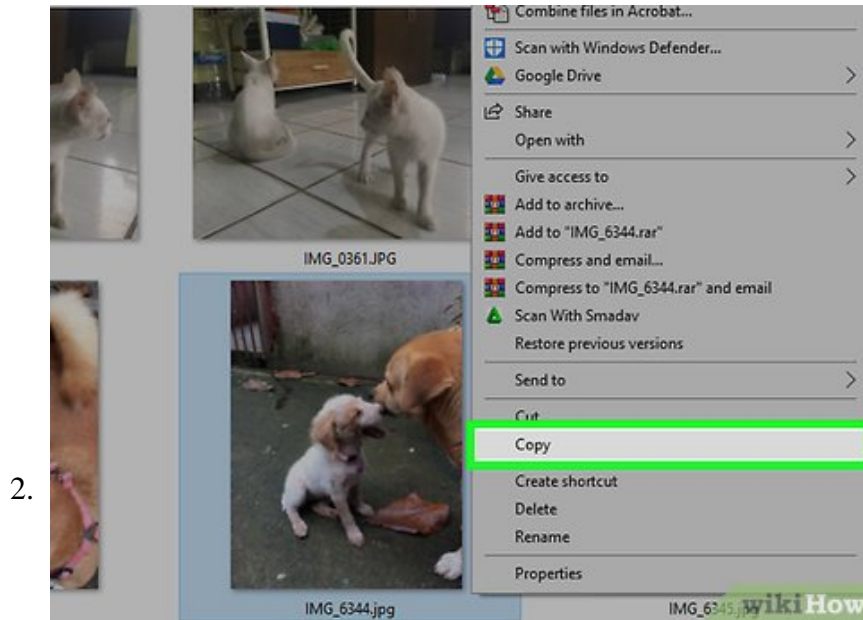 Combine files in Acrobat...
Scan with Windows Defender...
Google Drive
Share
Open with
Give access to
Add to archive...
Add to "IMG_6344.rar"
Compress and email...
Compress to "IMG_6344.rar" and email
Scan With Smadav
Restore previous versions
Send to
Cut
Copy
Create shortcut
Delete
Rename
Properties
IMG_0361.JPG
2.
IMG_6344.jpg
IMG_6345.jpg
wikiHow